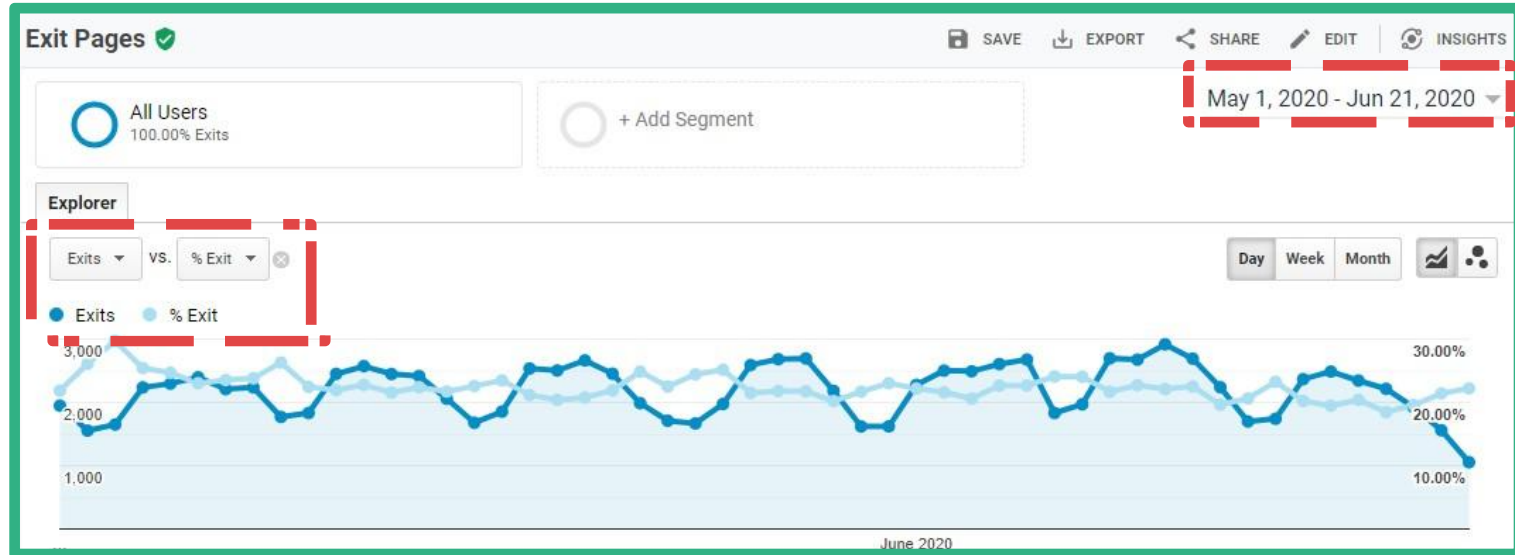 Exit Pages
SAVE EXPORT SHARE EDIT INSIGHTS
All Users
100.00% Exits
+ Add Segment
May 1, 2020 - Jun 21, 2020
Explorer
Exits VS. % Exit
Day Week Month
Exits % Exit
3,000 30.00%
2,000 20.00%
1,000 10.00%
... June 2020